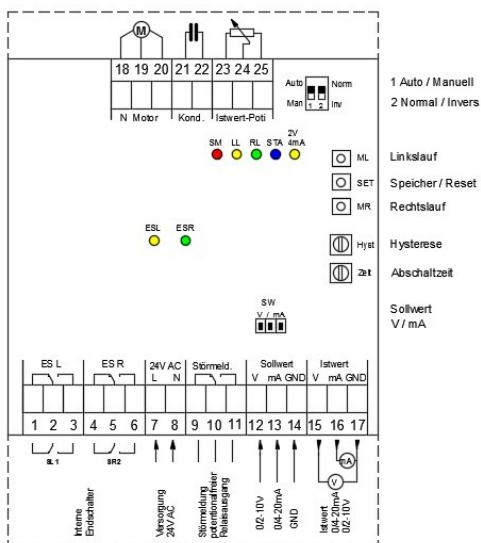 M
18 19 20 21 22 23 24 25
N Motor Kond. Istwert-Poti
Auto Norm
Man 1 2 Inv
1 Auto / Manuell
2 Normal / Invers
2V
SM LL RL STA 4mA
ML Linkslauf
SET Speicher / Reset
MR Rechtslauf
ESL ESR
Hyst Hysterese
Zeit Abschaltzeit
SW
V / mA
Sollwert
V / mA
ES L ES R 24V AC Störmeld. Sollwert Istwert
L N V mA GND V mA GND
1 2 3 4 5 6 7 8 9 10 11 12 13 14 15 16 17
SL 1 SR2
mA
V
Interne
Endschalter
Versorgung
24V AC
Störmeldung
potentionalfreier
Relaisausgang
0/2-10V
0/4-20mA
GND
Istwert
0/4-20mA
0/2-10V